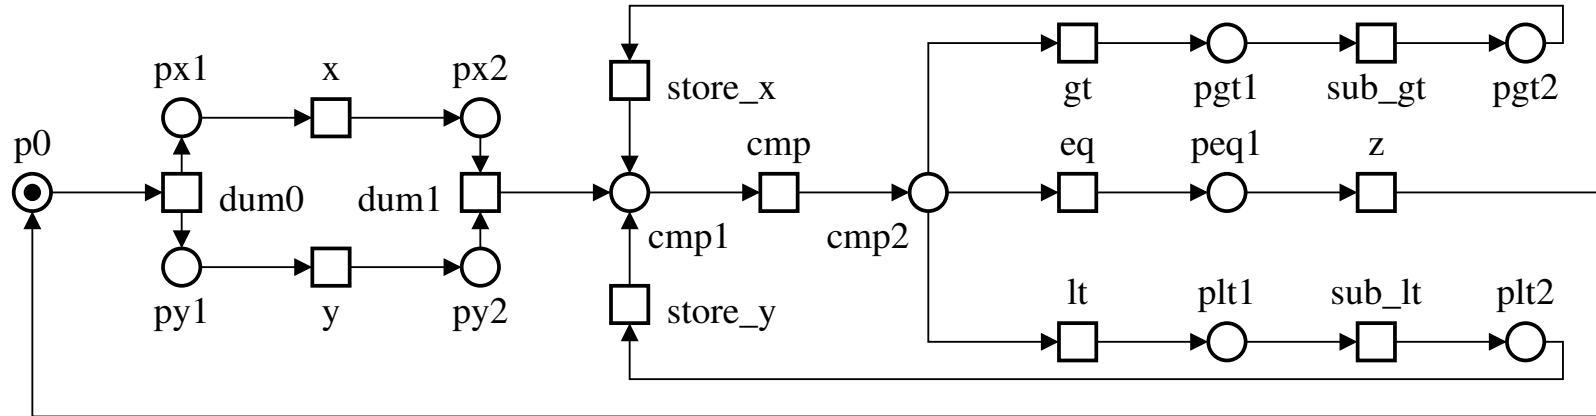 px1 x px2 store_x gt pgt1 sub_gt pgt2
p0 cmp eq peq1 z
dum0 dum1
cmp1 cmp2
py1 y py2 store_y lt plt1 sub_lt plt2